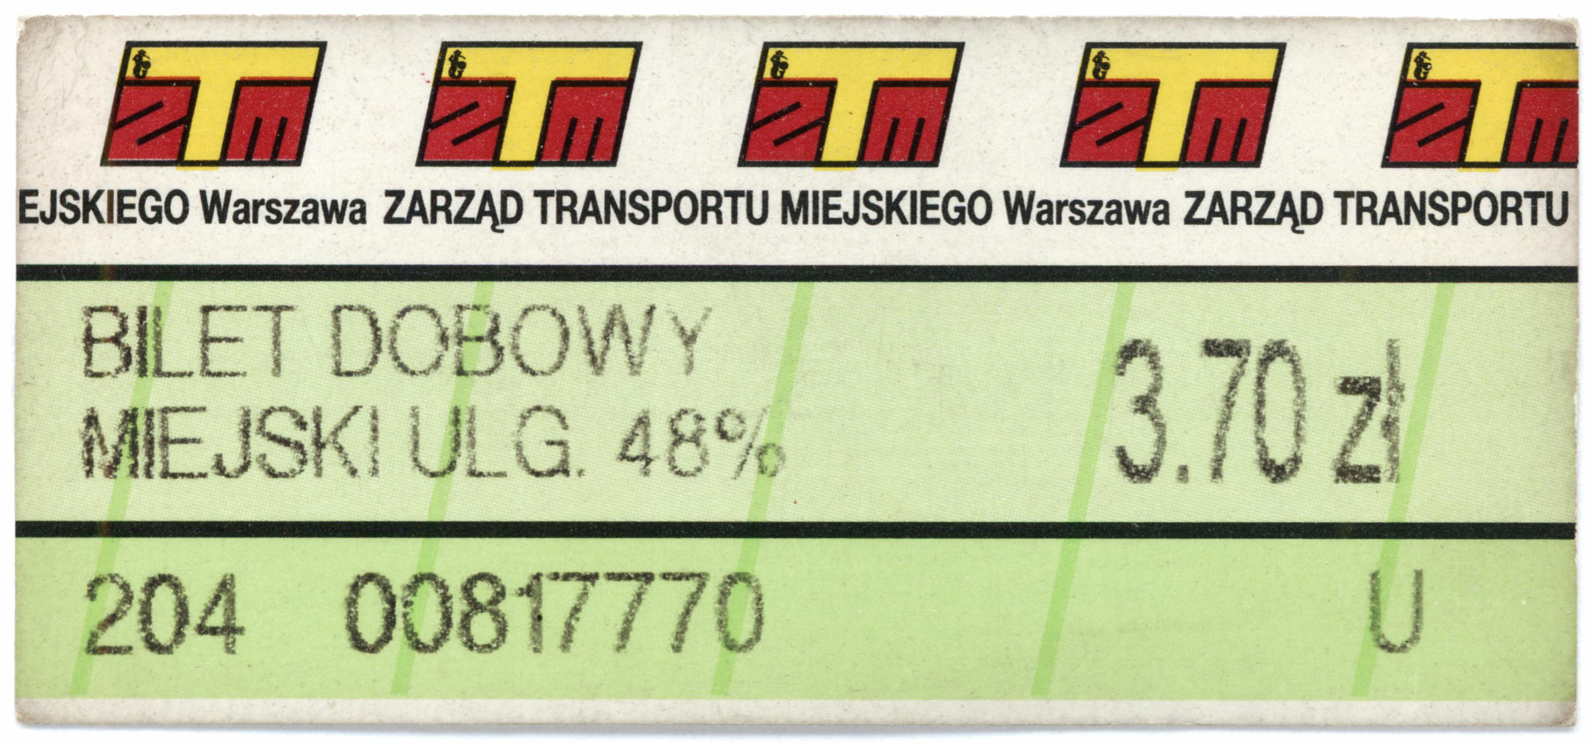 ZTM ZTM ZTM ZTM ZTM
EJSKIEGO Warszawa ZARZĄD TRANSPORTU MIEJSKIEGO Warszawa ZARZĄD TRANSPORTU
BILET DOBOWY
MIEJSKI ULG. 48%
3.70 zł
204 00817770 U